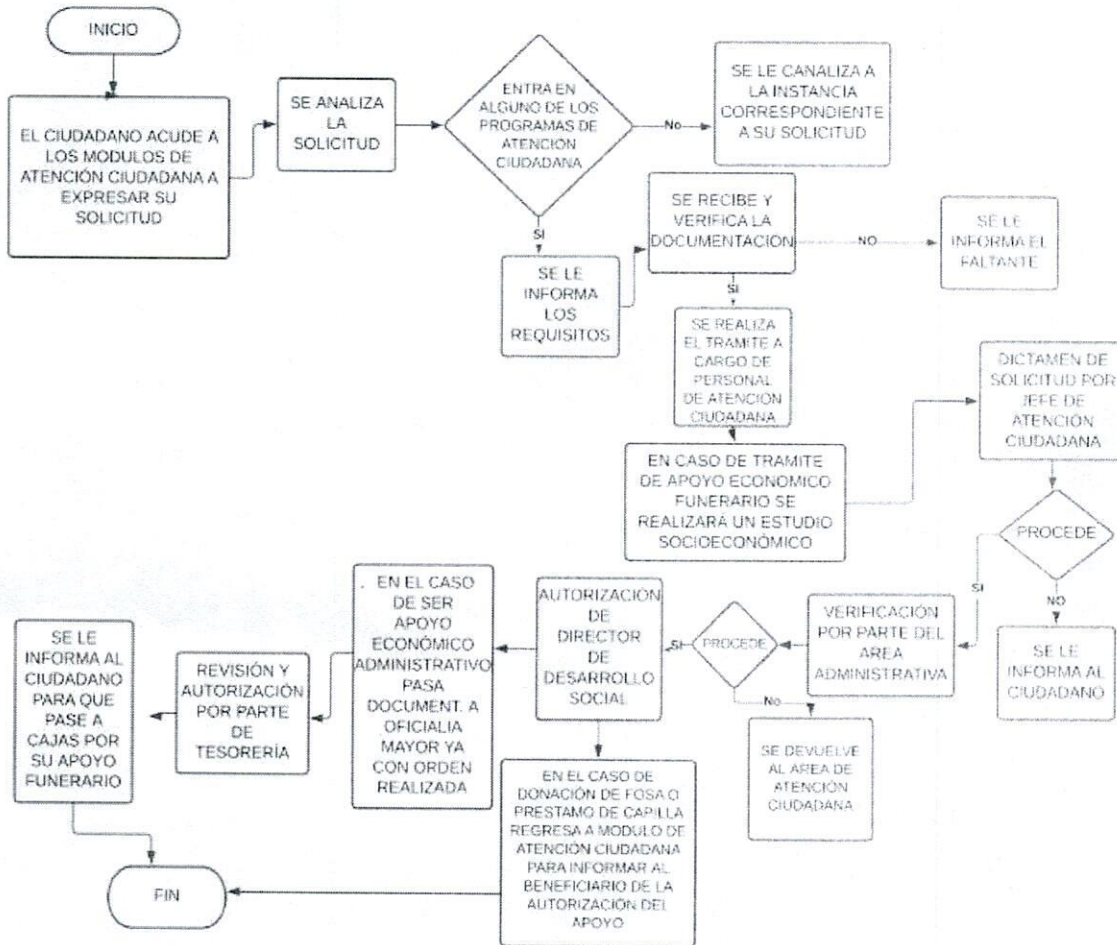 INICIO
EL CIUDADANO ACUDE A
LOS MODULOS DE
ATENCIÓN CIUDADANA A
EXPRESAR SU
SOLICITUD
SE ANALIZA
LA
SOLICITUD
ENTRA EN
ALGUNO DE LOS
PROGRAMAS DE
ATENCION
CIUDADANA
No
SE LE CANALIZA A
LA INSTANCIA
CORRESPONDIENTE
A SU SOLICITUD
SI
SE LE
INFORMA
LOS
REQUISITOS
SE RECIBE Y
VERIFICA LA
DOCUMENTACION
NO
SE LE
INFORMA EL
FALTANTE
SI
SE REALIZA
EL TRAMITE A
CARGO DE
PERSONAL
DE ATENCION
CIUDADANA
EN CASO DE TRAMITE
DE APOYO ECONOMICO
FUNERARIO SE
REALIZARÁ UN ESTUDIO
SOCIOECONÓMICO
DICTAMEN DE
SOLICITUD POR
JEFE DE
ATENCIÓN
CIUDADANA
PROCEDE
NO
SE LE
INFORMA AL
CIUDADANO
SI
VERIFICACIÓN
POR PARTE DEL
AREA
ADMINISTRATIVA
PROCEDE
No
SE DEVUELVE
AL AREA DE
ATENCIÓN
CIUDADANA
SI
AUTORIZACIÓN
DE
DIRECTOR
DE
DESARROLLO
SOCIAL
EN EL CASO
DE SER
APOYO
ECONÓMICO
ADMINISTRATIVO
PASA
DOCUMENT. A
OFICIALIA
MAYOR YA
CON ORDEN
REALIZADA
REVISIÓN Y
AUTORIZACIÓN
POR PARTE
DE
TESORERÍA
SE LE
INFORMA AL
CIUDADANO
PARA QUE
PASE A
CAJAS POR
SU APOYO
FUNERARIO
EN EL CASO DE
DONACIÓN DE FOSA O
PRESTAMO DE CAPILLA
REGRESA A MODULO DE
ATENCIÓN CIUDADANA
PARA INFORMAR AL
BENEFICIARIO DE LA
AUTORIZACIÓN DEL
APOYO
FIN